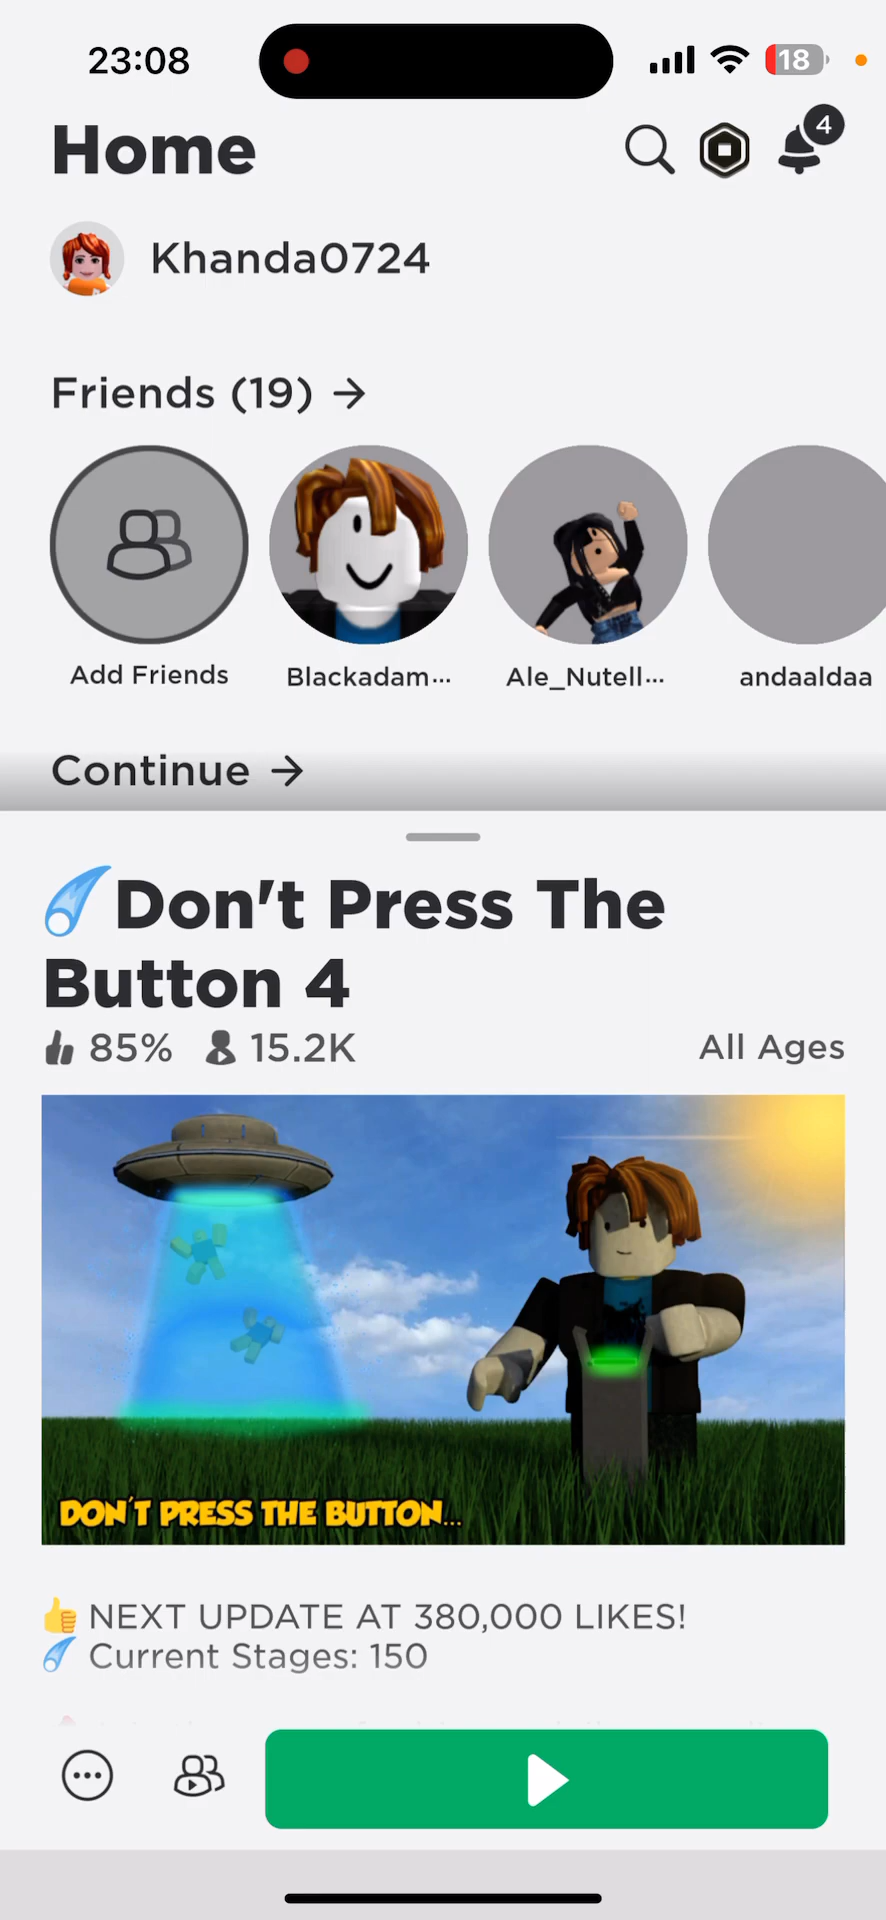 23:08
18
Home
4
Khanda0724
Friends (19) →
Add Friends
Blackadam...
Ale_Nutell...
andaaldaa
Continue →
Don't Press The
Button 4
85%
15.2K
All Ages
DON'T PRESS THE BUTTON...
👍 NEXT UPDATE AT 380,000 LIKES!
☄️ Current Stages: 150